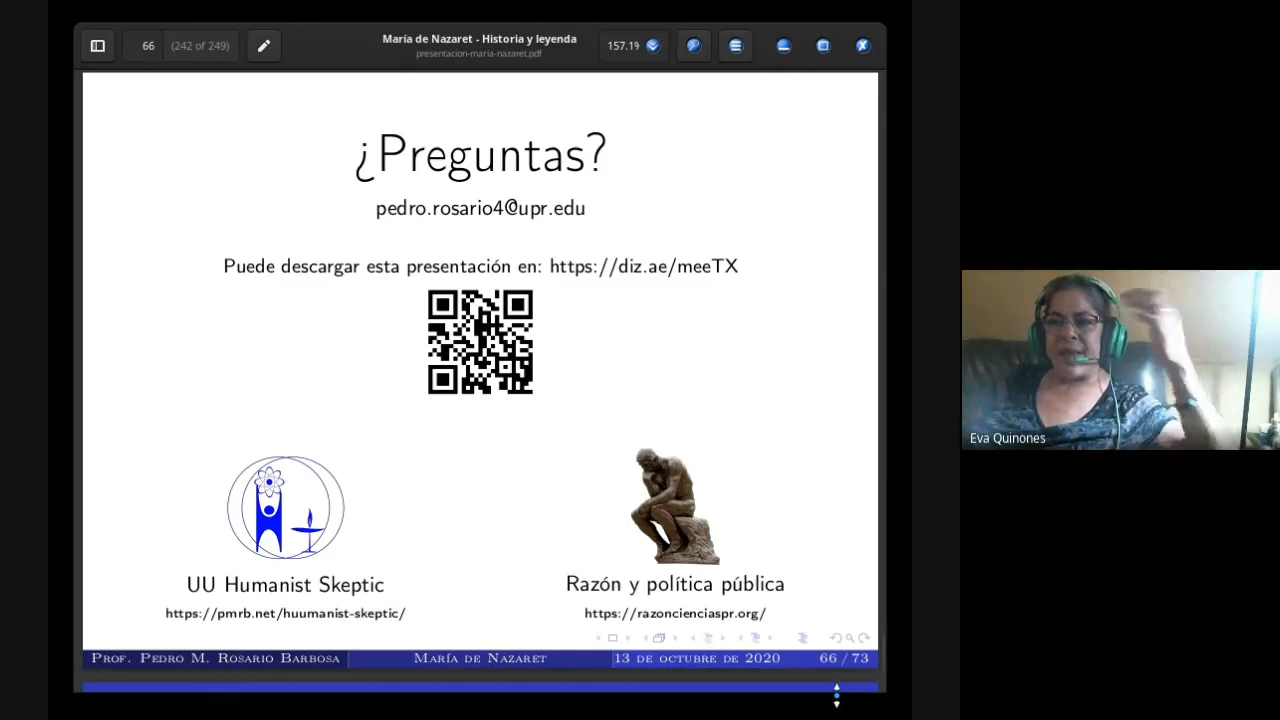 66 (242 of 249)
María de Nazaret - Historia y leyenda
presentacion-maria-nazaret.pdf
157.1%
¿Preguntas?
pedro.rosario4@upr.edu
Puede descargar esta presentación en: https://diz.ae/meeTX
UU Humanist Skeptic
https://pmrb.net/huumanist-skeptic/
Razón y política pública
https://razoncienciaspr.org/
Prof. Pedro M. Rosario Barbosa
María de Nazaret
13 de octubre de 2020
66 / 73
Eva Quinones